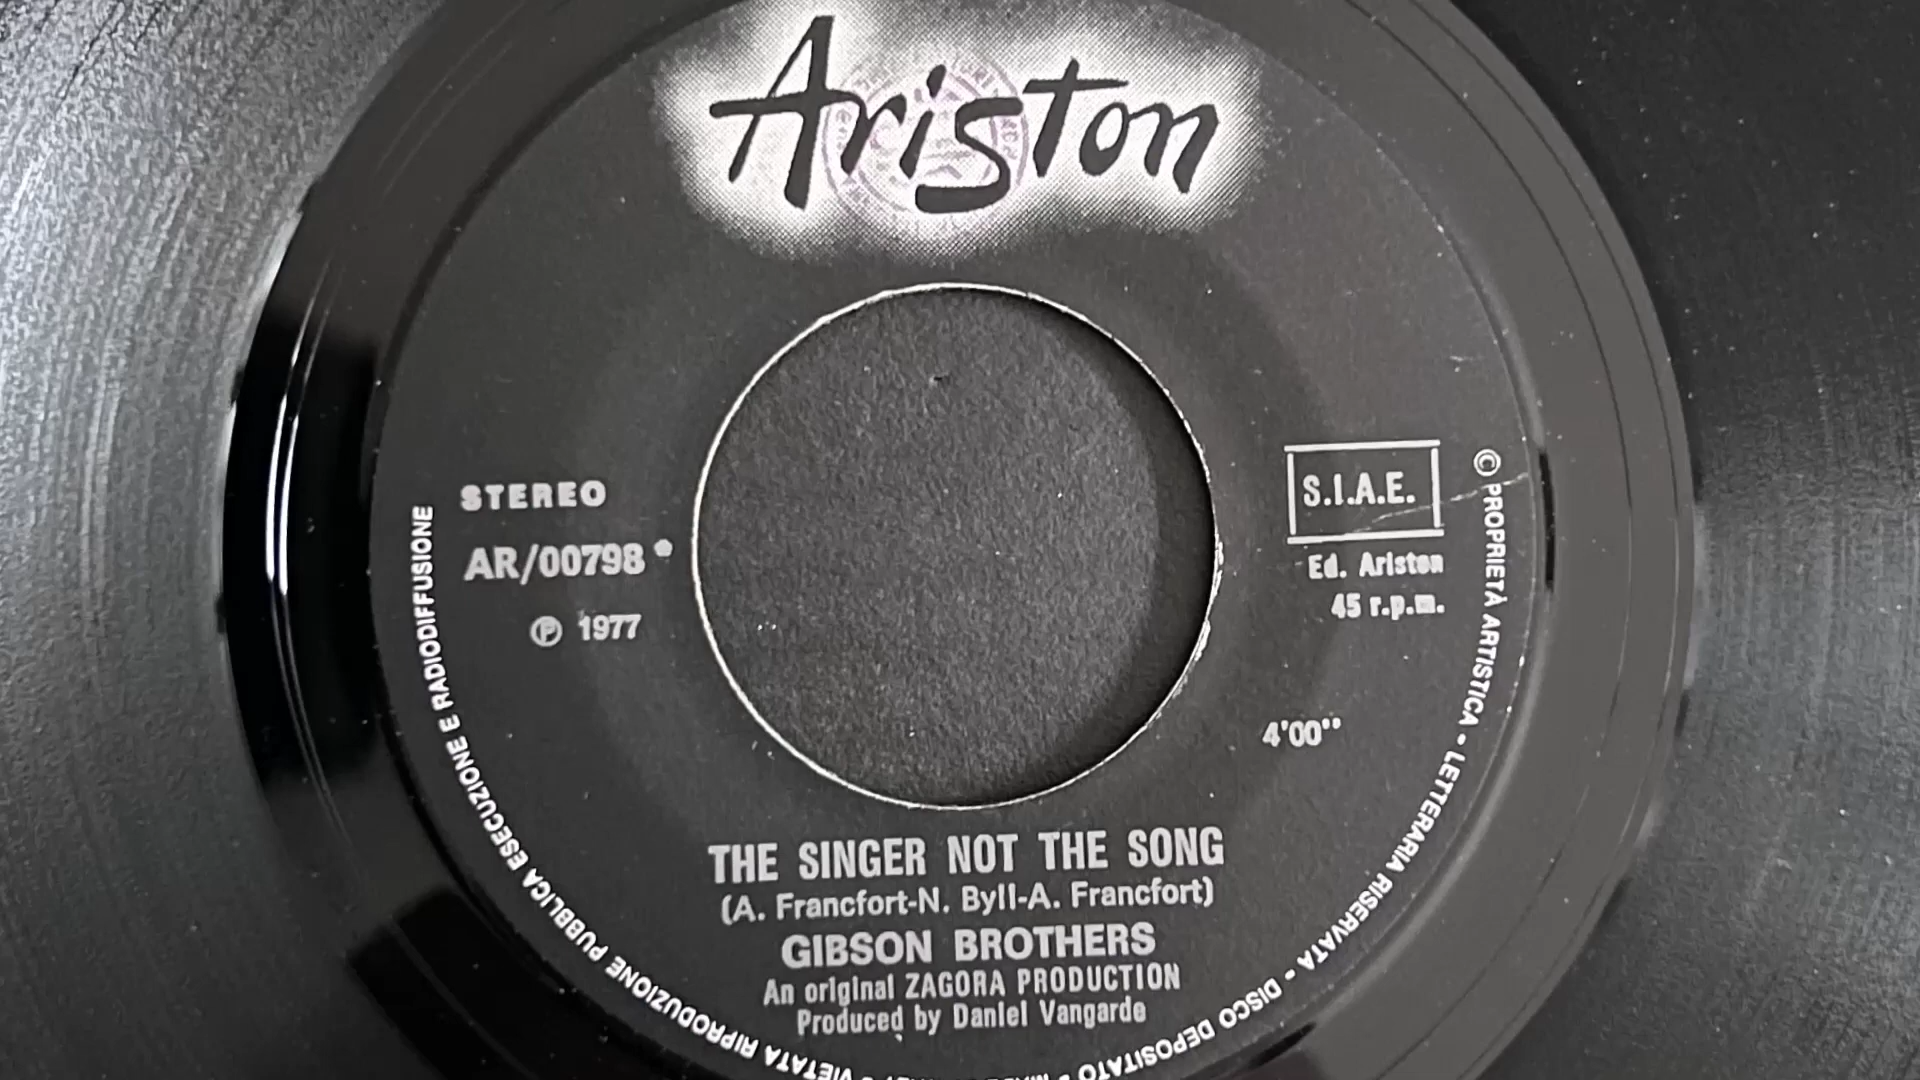 Ariston
STEREO
AR/00798 *
Ⓟ 1977
S.I.A.E.
Ed. Ariston
45 r.p.m.
4'00''
THE SINGER NOT THE SONG
(A. Francfort-N. Byll-A. Francfort)
GIBSON BROTHERS
An original ZAGORA PRODUCTION
Produced by Daniel Vangarde
© PROPRIETÀ ARTISTICA - LETTERARIA RISERVATA - DISCO DEPOSITATO -
VIETATA RIPRODUZIONE PUBBLICA ESECUZIONE E RADIODIFFUSIONE